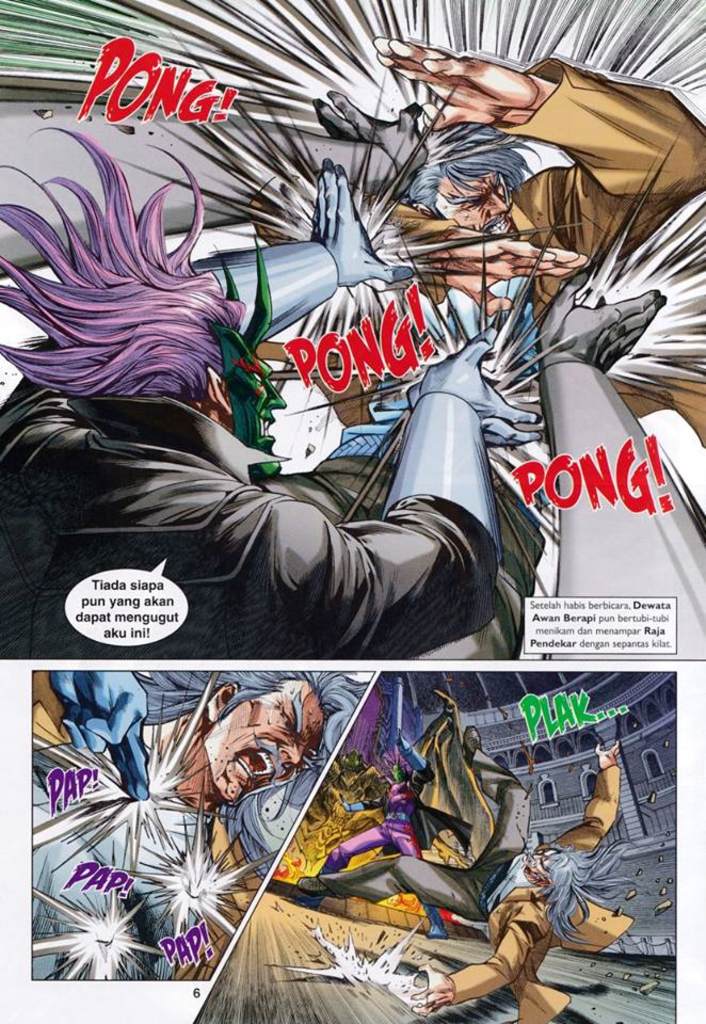 PONG!
PONG!
PONG!
Tiada siapa
pun yang akan
dapat mengugut
aku ini!
Setelah habis berbicara, Dewata
Awan Berapi pun bertubi-tubi
menikam dan menampar Raja
Pendekar dengan sepantas kilat.
PAP!
PAP!
PAP!
PLAK...
6